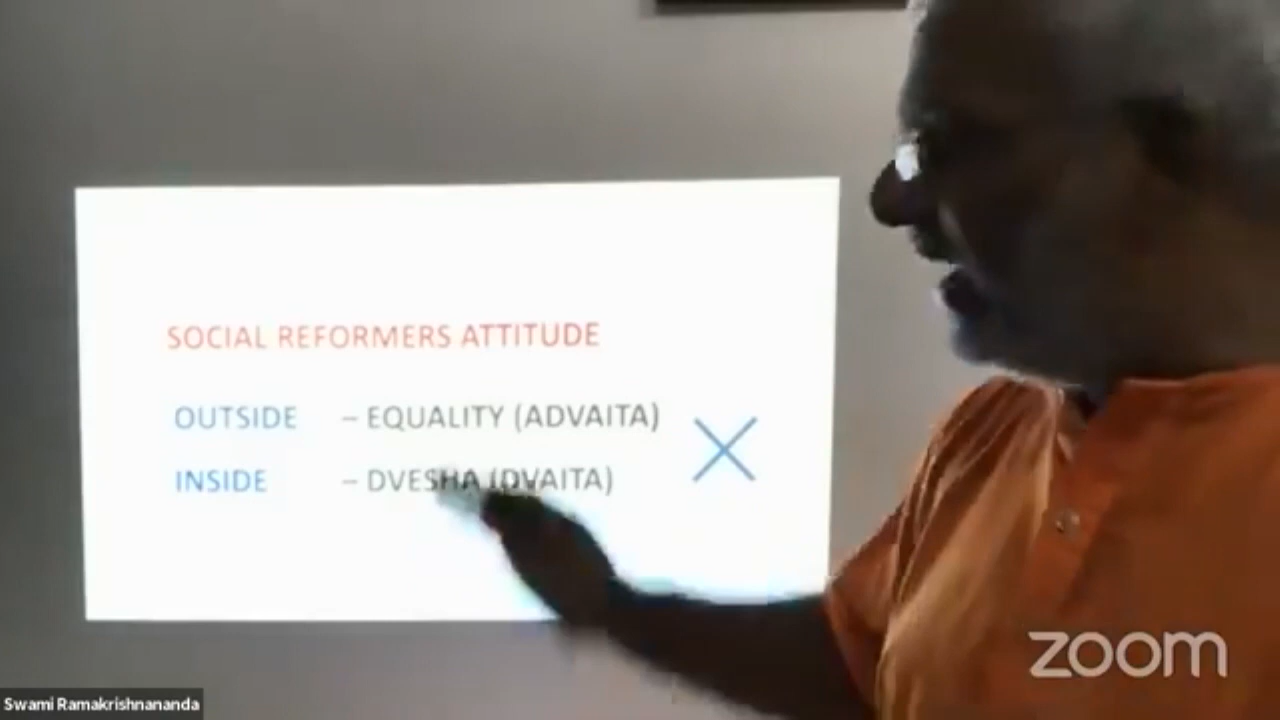 SOCIAL REFORMERS ATTITUDE
OUTSIDE – EQUALITY (ADVAITA)
INSIDE – DVESHA (DVAITA)
zoom
Swami Ramakrishnananda